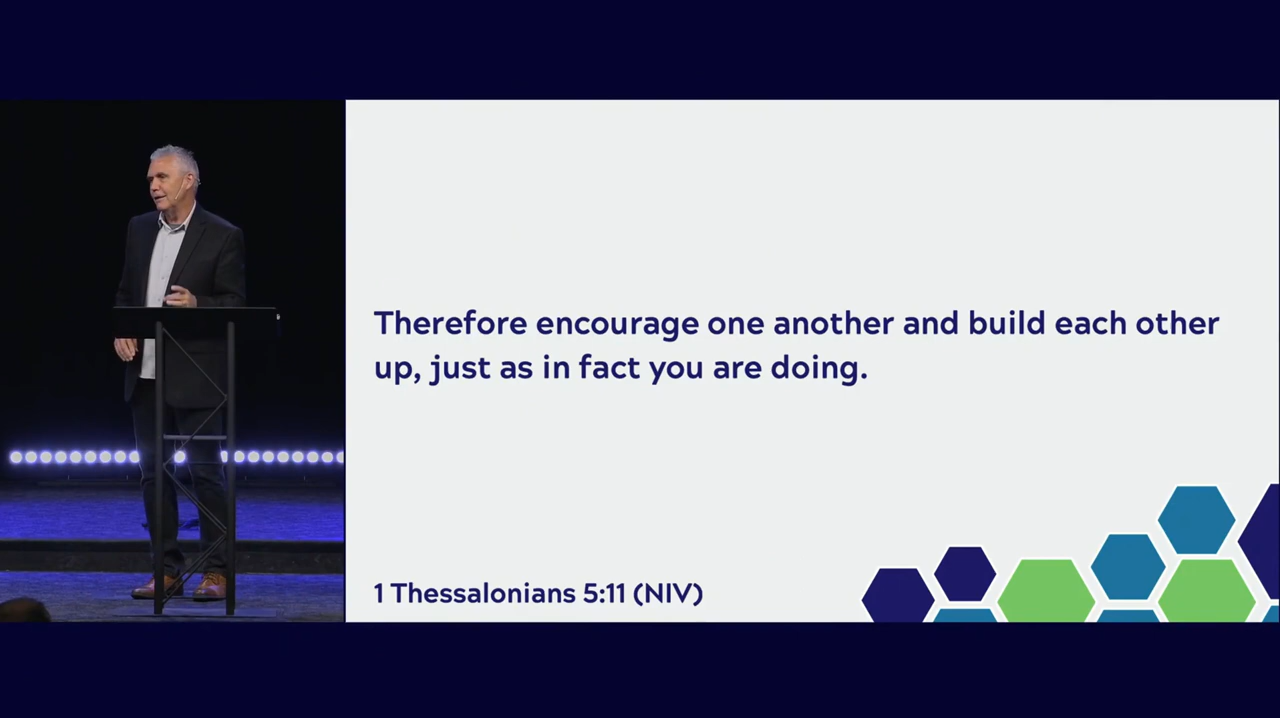 Therefore encourage one another and build each other
up, just as in fact you are doing.
1 Thessalonians 5:11 (NIV)